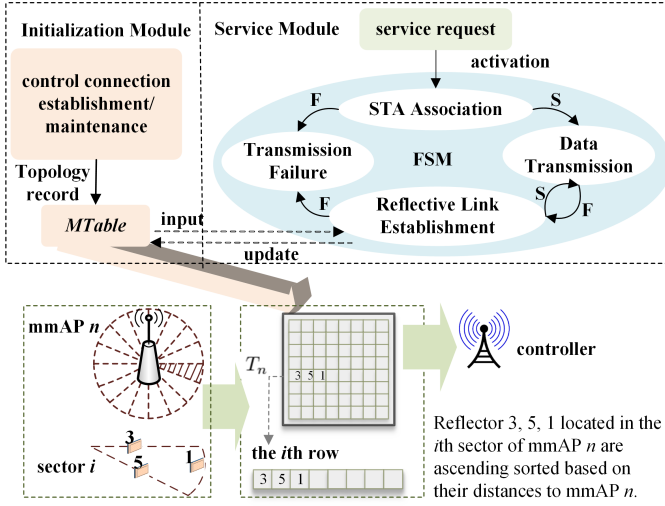 Initialization Module
Service Module
service request
control connection
establishment/
maintenance
activation
F
STA Association
S
Transmission
Failure
FSM
Data
Transmission
Topology
record
F
Reflective Link
Establishment
S
F
MTable
input
update
mmAP n
sector i
3
5
1
Tn
3 5 1
the ith row
3 5 1
controller
Reflector 3, 5, 1 located in the
ith sector of mmAP n are
ascending sorted based on
their distances to mmAP n.